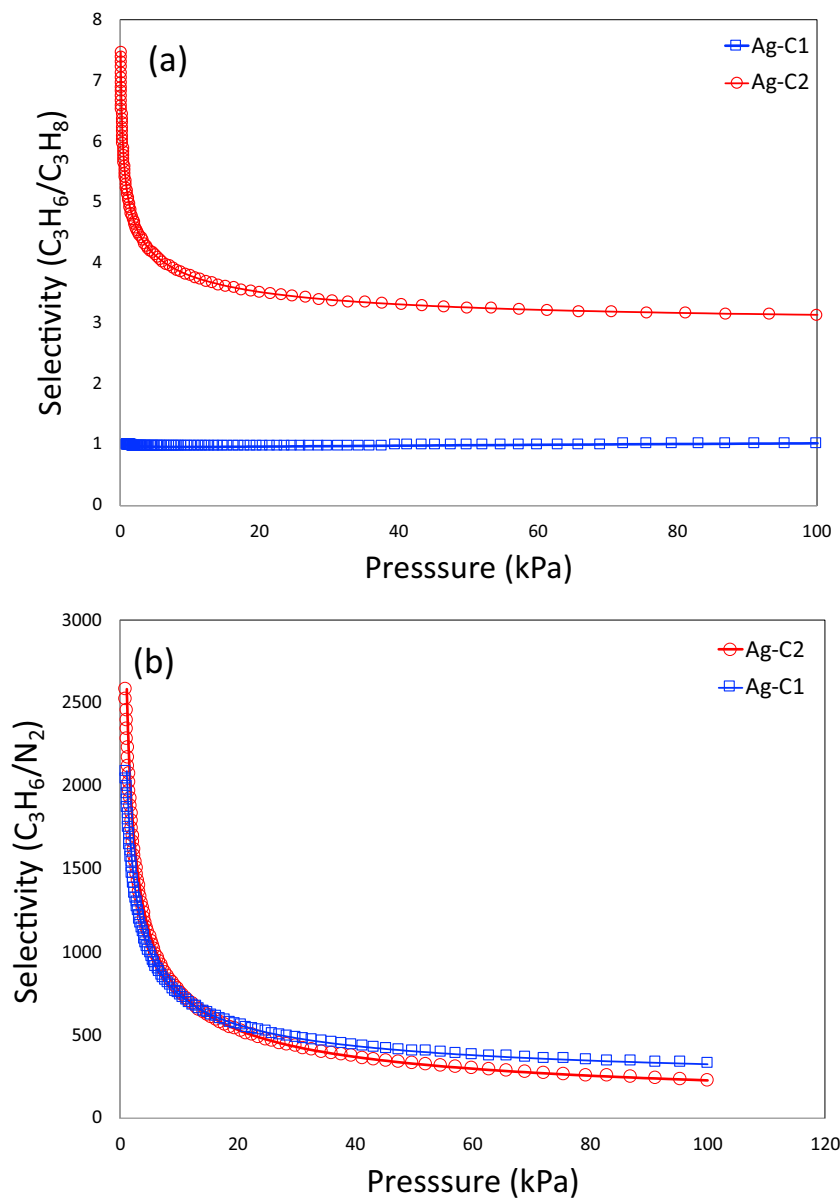 (a)
Ag-C1
Ag-C2
Selectivity (C3H6/C3H8)
8
7
6
5
4
3
2
1
0
0 20 40 60 80 100
Presssure (kPa)
(b)
Ag-C2
Ag-C1
Selectivity (C3H6/N2)
3000
2500
2000
1500
1000
500
0
0 20 40 60 80 100 120
Presssure (kPa)